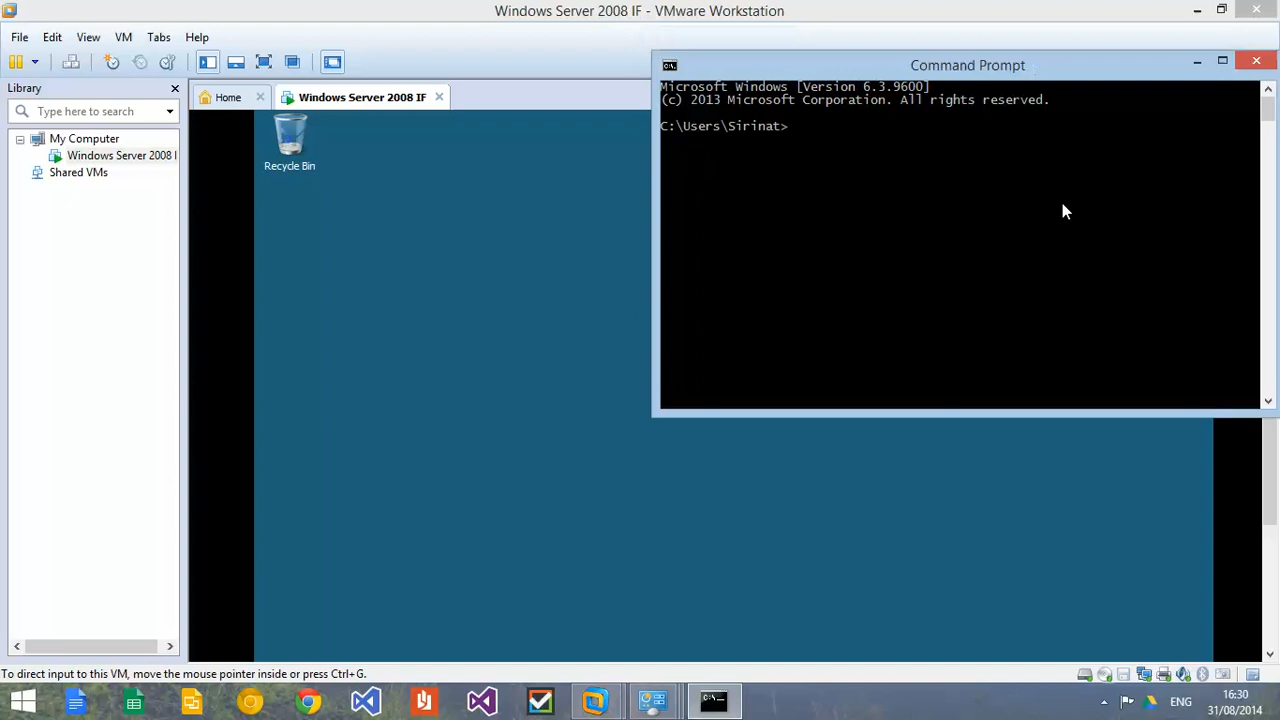 Windows Server 2008 IF - VMware Workstation
File Edit View VM Tabs Help
Library
Type here to search
My Computer
Windows Server 2008 I
Shared VMs
Home
Windows Server 2008 IF
Recycle Bin
Command Prompt
Microsoft Windows [Version 6.3.9600]
(c) 2013 Microsoft Corporation. All rights reserved.
C:\Users\Sirinat>
To direct input to this VM, move the mouse pointer inside or press Ctrl+G.
ENG
16:30
31/08/2014